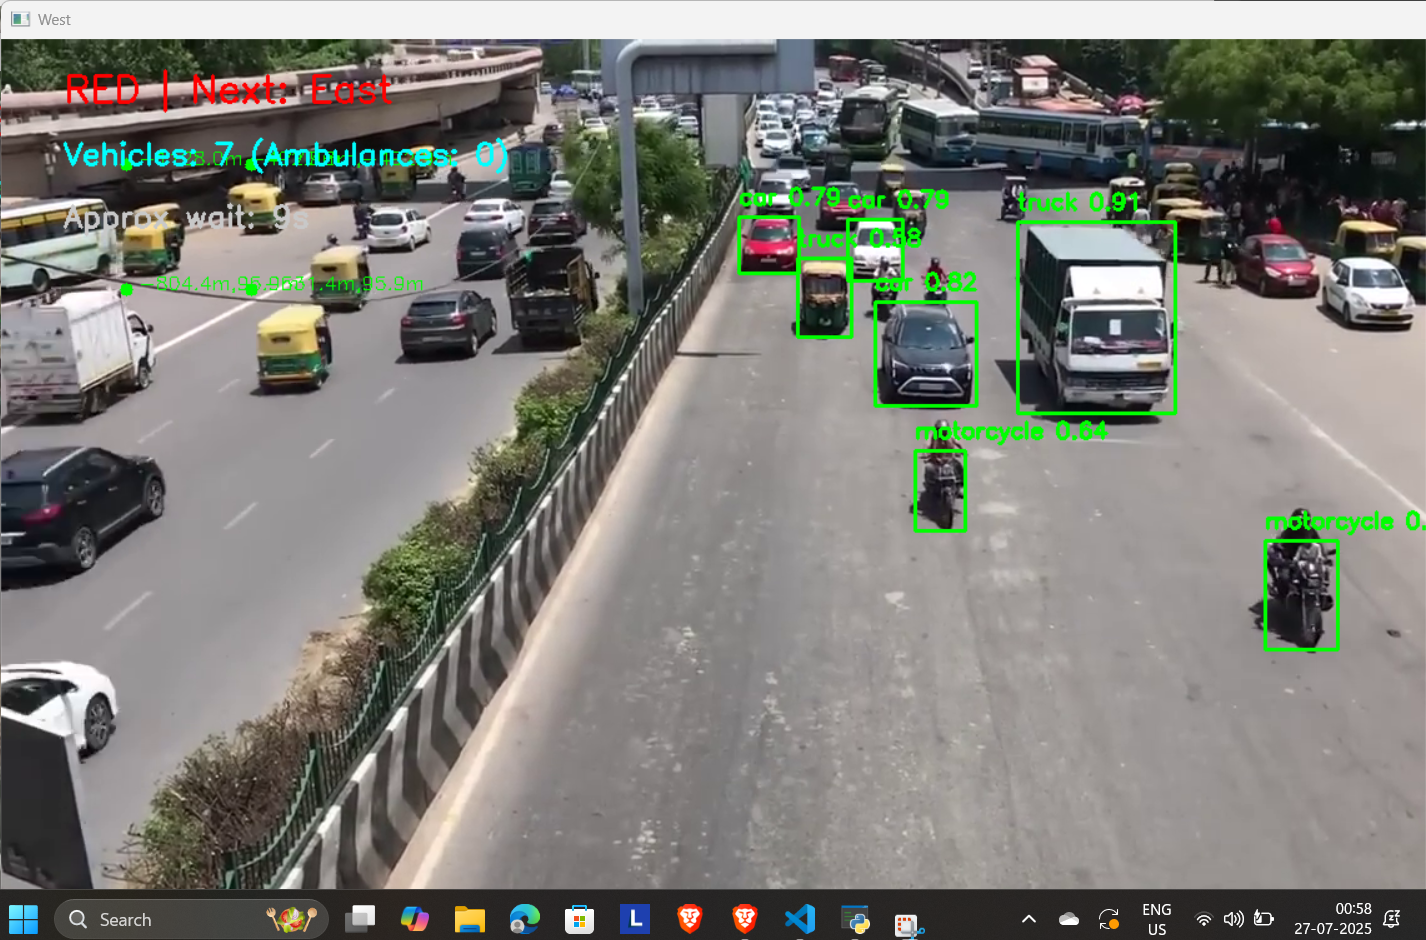 West
RED | Next: East
Vehicles: 7 (Ambulances: 0)
Approx wait: 9s
car 0.79
car 0.79
truck 0.91
truck 0.58
car 0.82
motorcycle 0.64
motorcycle 0.
Search
ENG
US
00:58
27-07-2025